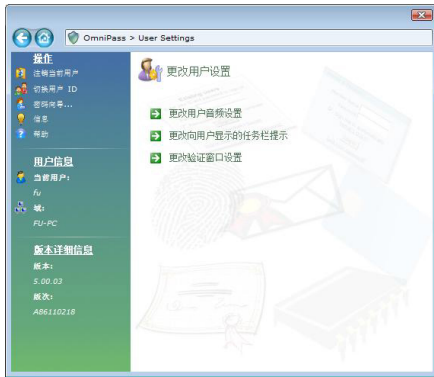 OmniPass > User Settings
操作
注销当前用户
切换用户 ID
密码向导...
信息
帮助
用户信息
当前用户:
fu
域:
FU-PC
版本详细信息
版本:
5.00.03
版次:
A86110218
更改用户设置
更改用户音频设置
更改向用户显示的任务栏提示
更改验证窗口设置